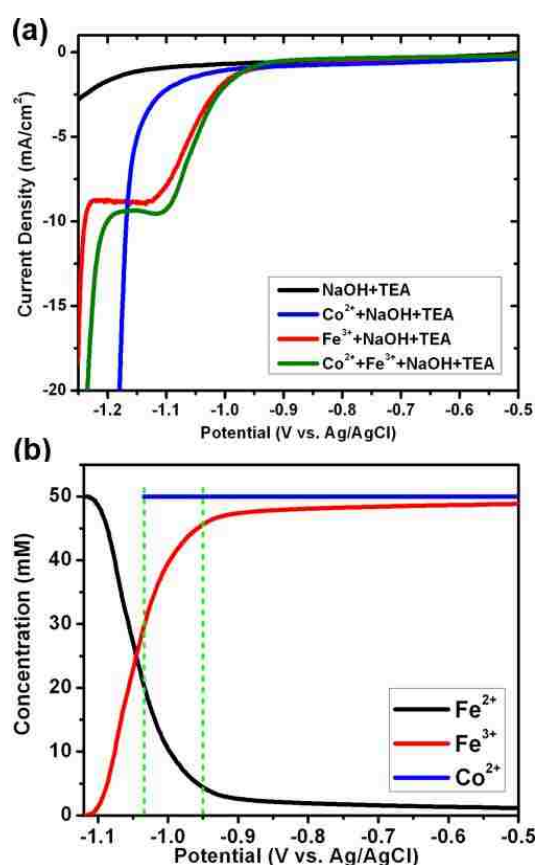 (a)
0
-5
-10
-15
-20
Current Density (mA/cm²)
NaOH+TEA
Co²⁺+NaOH+TEA
Fe³⁺+NaOH+TEA
Co²⁺+Fe³⁺+NaOH+TEA
-1.2 -1.1 -1.0 -0.9 -0.8 -0.7 -0.6 -0.5
Potential (V vs. Ag/AgCl)
(b)
60
50
40
30
20
10
0
Concentration (mM)
Fe²⁺
Fe³⁺
Co²⁺
-1.1 -1.0 -0.9 -0.8 -0.7 -0.6 -0.5
Potential (V vs. Ag/AgCl)